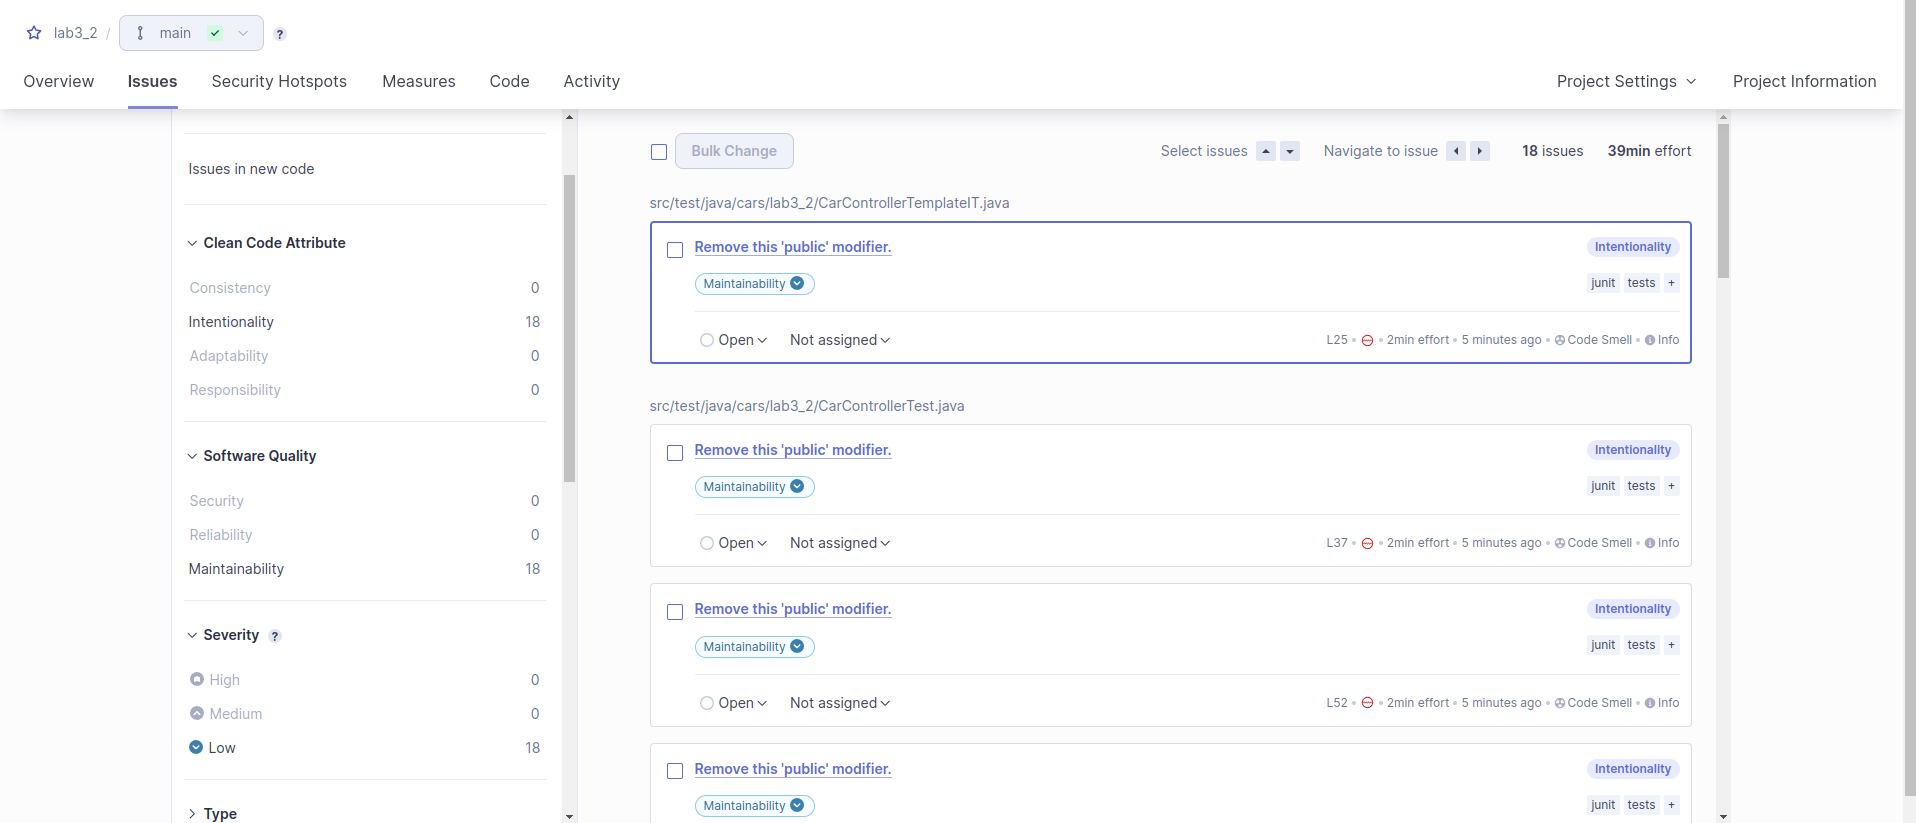 lab3_2 / main ?
Overview Issues Security Hotspots Measures Code Activity Project Settings Project Information
Issues in new code
Clean Code Attribute
Consistency 0
Intentionality 18
Adaptability 0
Responsibility 0
Software Quality
Security 0
Reliability 0
Maintainability 18
Severity ?
High 0
Medium 0
Low 18
Type
Bulk Change Select issues Navigate to issue 18 issues 39min effort
src/test/java/cars/lab3_2/CarControllerTemplateIT.java
Remove this 'public' modifier. Intentionality
Maintainability junit tests +
Open Not assigned L25 • • 2min effort • 5 minutes ago • Code Smell • Info
src/test/java/cars/lab3_2/CarControllerTest.java
Remove this 'public' modifier. Intentionality
Maintainability junit tests +
Open Not assigned L37 • • 2min effort • 5 minutes ago • Code Smell • Info
Remove this 'public' modifier. Intentionality
Maintainability junit tests +
Open Not assigned L52 • • 2min effort • 5 minutes ago • Code Smell • Info
Remove this 'public' modifier. Intentionality
Maintainability junit tests +